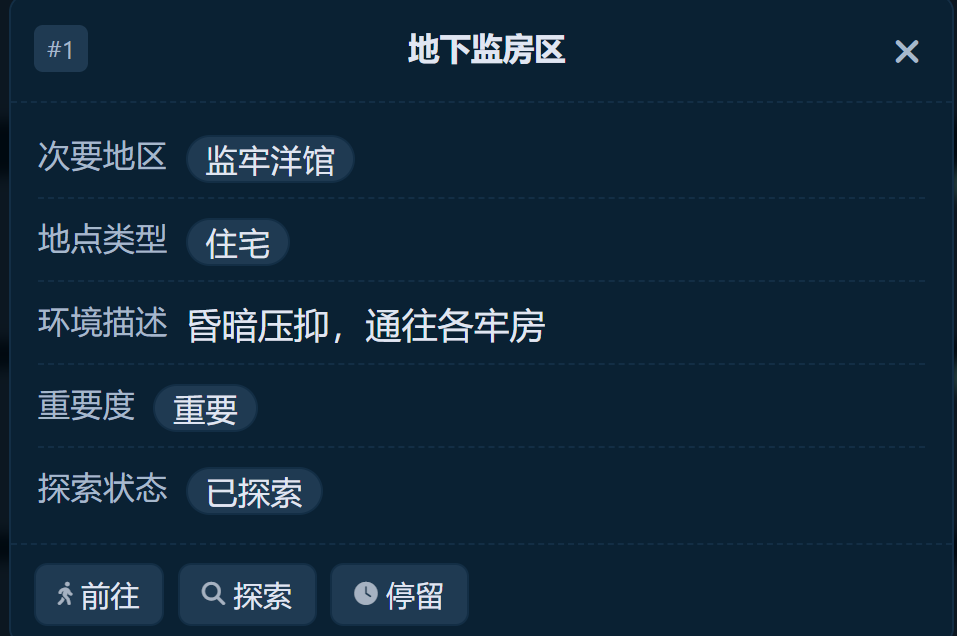 #1 地下监房区
次要地区 监牢洋馆
地点类型 住宅
环境描述 昏暗压抑，通往各牢房
重要度 重要
探索状态 已探索
前往 探索 停留